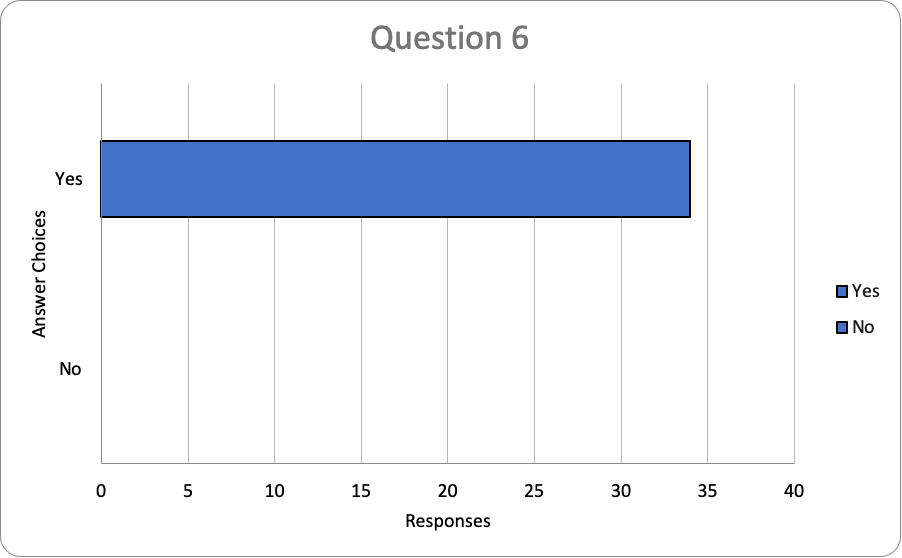 Question 6
Yes
Answer Choices
No
0 5 10 15 20 25 30 35 40
Responses
Yes
No